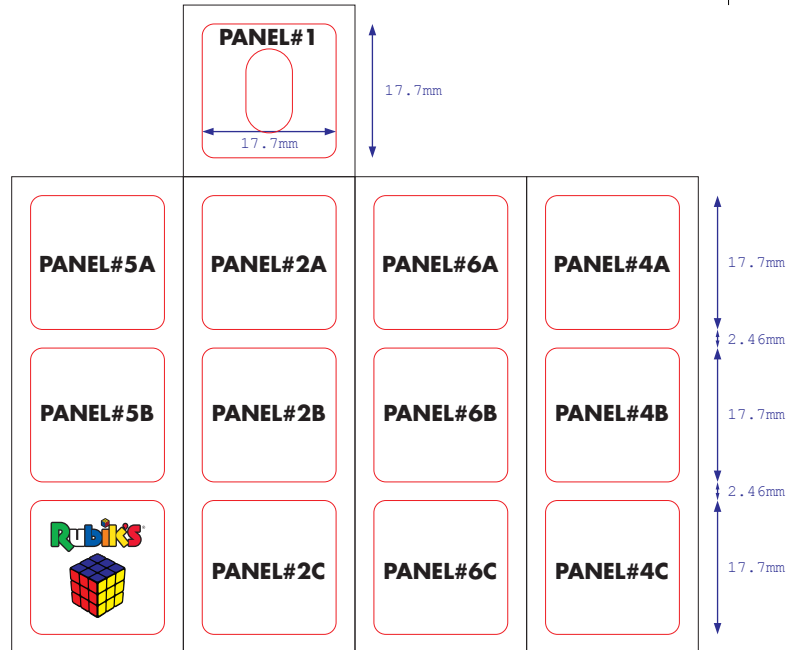 PANEL#1
17.7mm
17.7mm
PANEL#5A
PANEL#2A
PANEL#6A
PANEL#4A
17.7mm
2.46mm
PANEL#5B
PANEL#2B
PANEL#6B
PANEL#4B
17.7mm
2.46mm
RUbik's
PANEL#2C
PANEL#6C
PANEL#4C
17.7mm